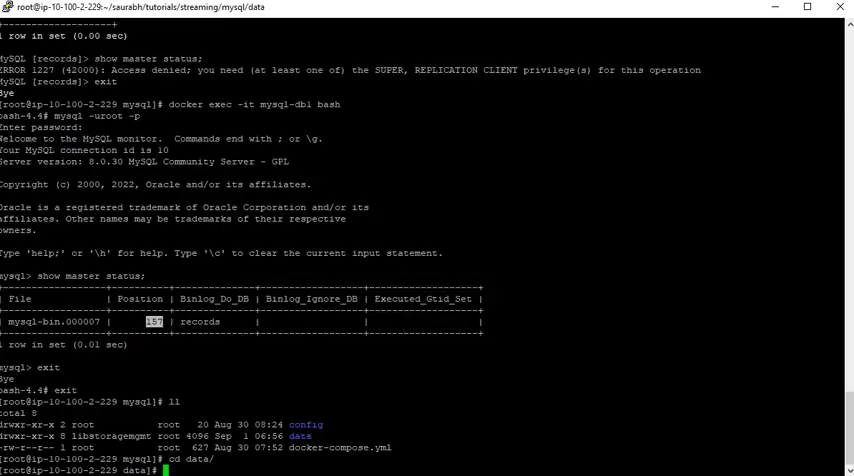 root@ip-10-100-2-229:~/saurabh/tutorials/streaming/mysql/data
+-------------------+
1 row in set (0.00 sec)
MySQL [records]> show master status;
ERROR 1227 (42000): Access denied; you need (at least one of) the SUPER, REPLICATION CLIENT privilege(s) for this operation
MySQL [records]> exit
Bye
[root@ip-10-100-2-229 mysql]# docker exec -it mysql-db1 bash
bash-4.4# mysql -uroot -p
Enter password:
Welcome to the MySQL monitor.  Commands end with ; or \g.
Your MySQL connection id is 10
Server version: 8.0.30 MySQL Community Server - GPL
Copyright (c) 2000, 2022, Oracle and/or its affiliates.
Oracle is a registered trademark of Oracle Corporation and/or its
affiliates. Other names may be trademarks of their respective
owners.
Type 'help;' or '\h' for help. Type '\c' to clear the current input statement.
mysql> show master status;
+------------------+----------+--------------+------------------+-------------------+
| File             | Position | Binlog_Do_DB | Binlog_Ignore_DB | Executed_Gtid_Set |
+------------------+----------+--------------+------------------+-------------------+
| mysql-bin.000007 |      157 | records      |                  |                   |
+------------------+----------+--------------+------------------+-------------------+
1 row in set (0.01 sec)
mysql> exit
Bye
bash-4.4# exit
[root@ip-10-100-2-229 mysql]# ll
total 8
drwxr-xr-x 2 root          root   20 Aug 30 08:24 config
drwxr-xr-x 8 libstoragemgmt root 4096 Sep  1 06:56 data
-rw-r--r-- 1 root          root  627 Aug 30 07:52 docker-compose.yml
[root@ip-10-100-2-229 mysql]# cd data/
[root@ip-10-100-2-229 data]#